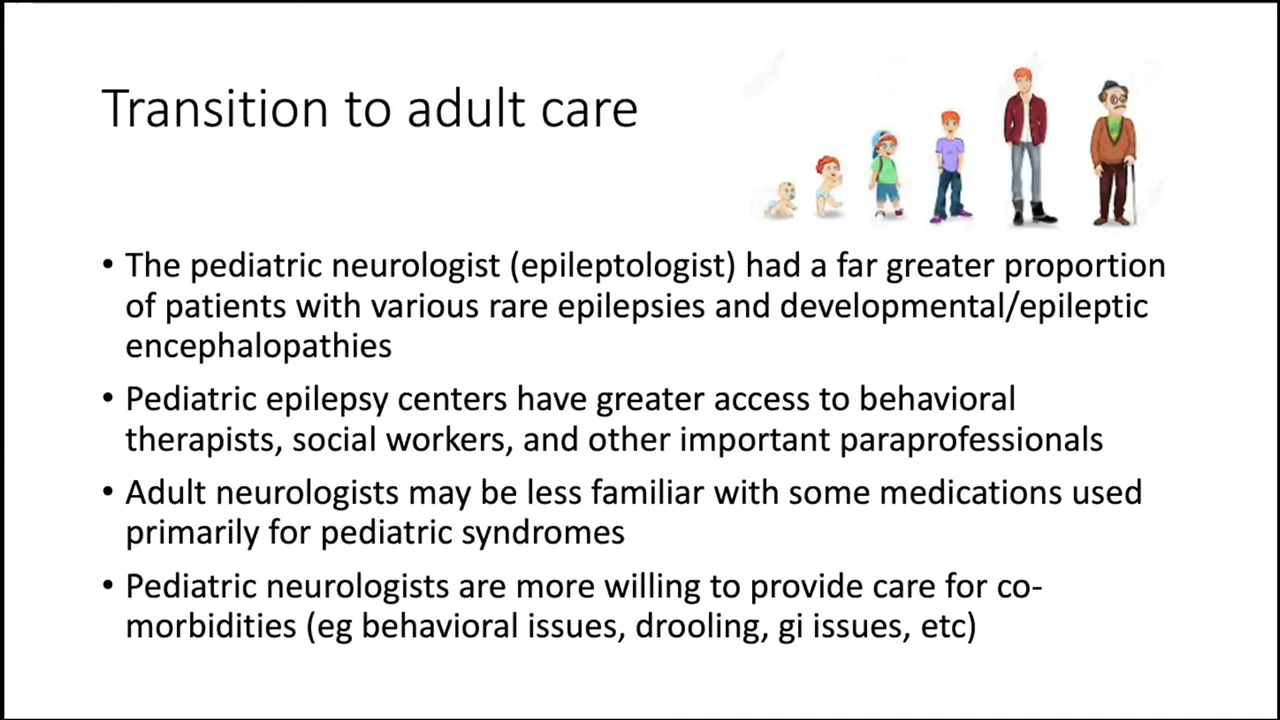 Transition to adult care
• The pediatric neurologist (epileptologist) had a far greater proportion
of patients with various rare epilepsies and developmental/epileptic
encephalopathies
• Pediatric epilepsy centers have greater access to behavioral
therapists, social workers, and other important paraprofessionals
• Adult neurologists may be less familiar with some medications used
primarily for pediatric syndromes
• Pediatric neurologists are more willing to provide care for co-
morbidities (eg behavioral issues, drooling, gi issues, etc)